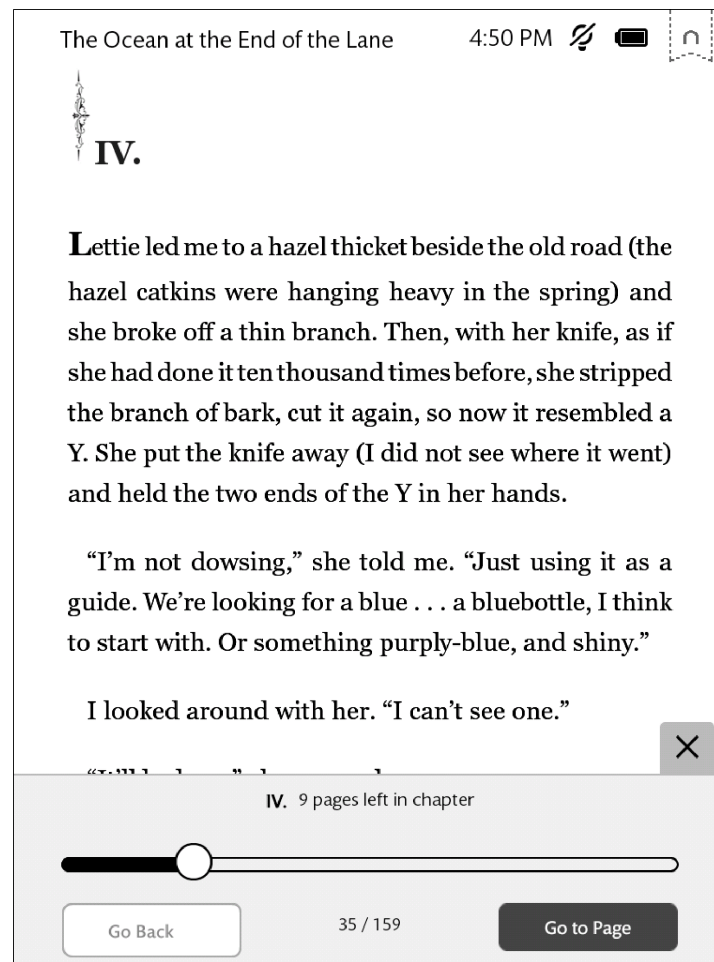 The Ocean at the End of the Lane 4:50 PM
IV.
Lettie led me to a hazel thicket beside the old road (the
hazel catkins were hanging heavy in the spring) and
she broke off a thin branch. Then, with her knife, as if
she had done it ten thousand times before, she stripped
the branch of bark, cut it again, so now it resembled a
Y. She put the knife away (I did not see where it went)
and held the two ends of the Y in her hands.
“I’m not dowsing,” she told me. “Just using it as a
guide. We’re looking for a blue . . . a bluebottle, I think
to start with. Or something purply-blue, and shiny.”
I looked around with her. “I can’t see one.”
IV. 9 pages left in chapter
Go Back 35 / 159 Go to Page